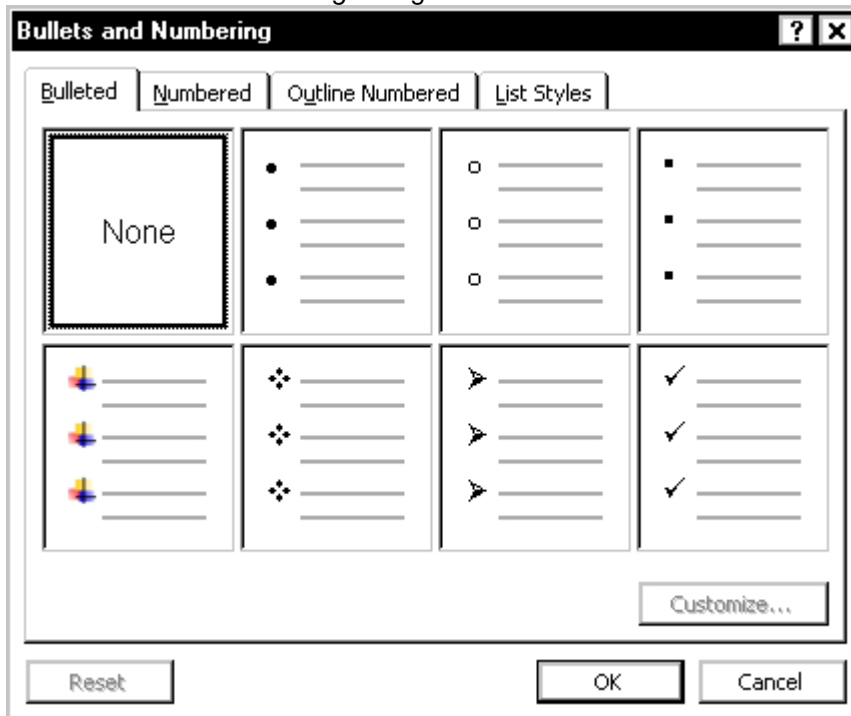 Bullets and Numbering
Bulleted Numbered Outline Numbered List Styles
None
Customize...
Reset OK Cancel